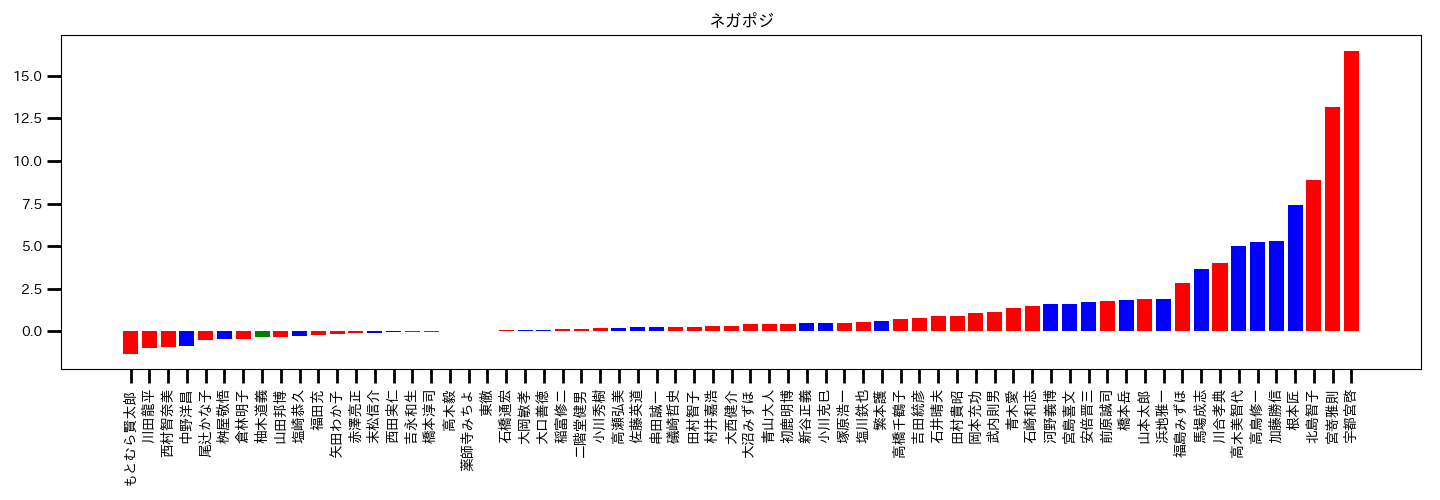 ネガポジ
15.0
12.5
10.0
7.5
5.0
2.5
0.0
もとむら賢太郎
川田龍平
西村智奈美
中野洋昌
尾辻かな子
桝屋敬悟
倉林明子
柚木道義
山田邦博
塩崎恭久
福田充
矢田わか子
赤澤亮正
末松信介
西田実仁
吉永和生
橋本淳司
高木毅
薬師寺みちよ
東徹
石橋通宏
大岡敏孝
大口善徳
稲富修二
二階堂健男
小川秀樹
高瀬弘美
佐藤英道
串田誠一
礒崎哲史
田村智子
村井嘉浩
大西健介
大沼みずほ
青山大人
初鹿明博
新谷正義
小川克巳
塚原浩一
塩川鉄也
繁本護
高橋千鶴子
吉田統彦
石井晴夫
田村貴昭
岡本充功
武内則男
青木愛
石崎和志
河野義博
宮島喜文
安倍晋三
前原誠司
橋本岳
山本太郎
浜地雅一
福島みずほ
馬場成志
川合孝典
高木美智代
高鳥修一
加藤勝信
根本匠
北島智子
宮嵜雅則
宇都宮啓